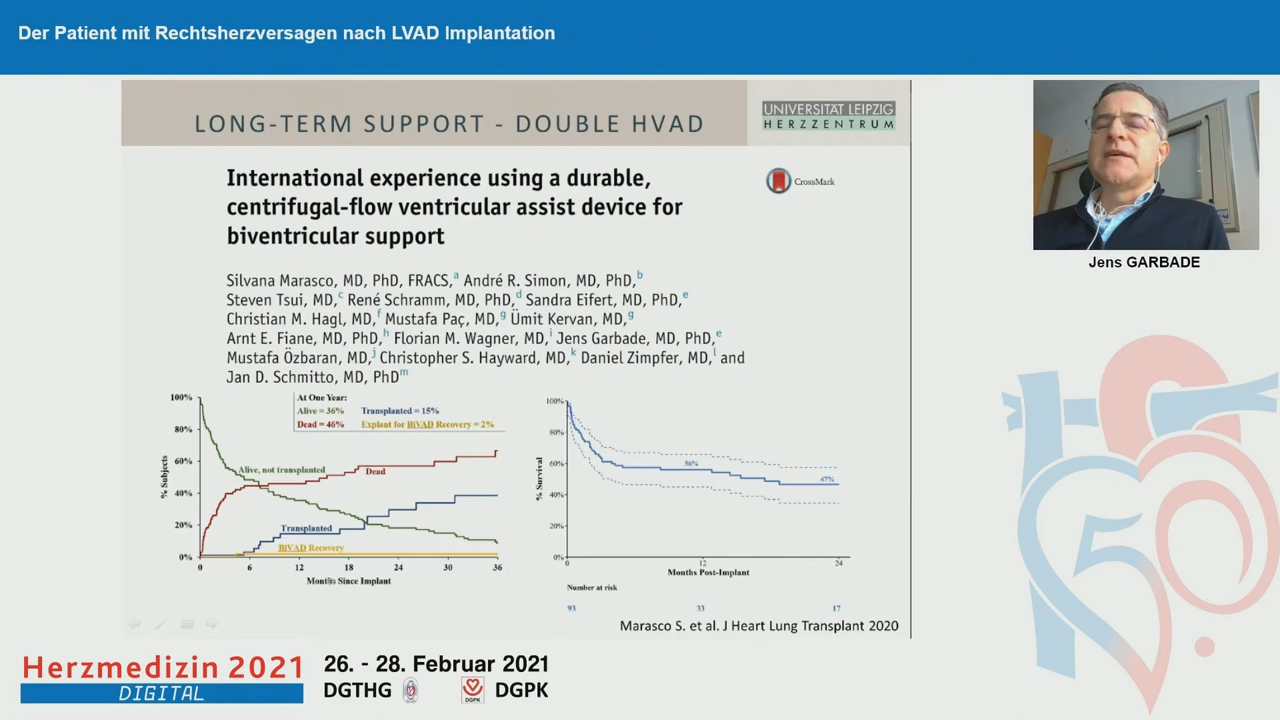 Der Patient mit Rechtsherzversagen nach LVAD Implantation
LONG-TERM SUPPORT - DOUBLE HVAD
UNIVERSITÄT LEIPZIG
HERZZENTRUM
International experience using a durable,
centrifugal-flow ventricular assist device for
biventricular support
CrossMark
Silvana Marasco, MD, PhD, FRACS,a André R. Simon, MD, PhD,b
Steven Tsui, MD,c René Schramm, MD, PhD,d Sandra Eifert, MD, PhD,e
Christian M. Hagl, MD,f Mustafa Paç, MD,g Ümit Kervan, MD,g
Arnt E. Fiane, MD, PhD,h Florian M. Wagner, MD,i Jens Garbade, MD, PhD,e
Mustafa Özbaran, MD,j Christopher S. Hayward, MD,k Daniel Zimpfer, MD,l and
Jan D. Schmitto, MD, PhDm
At One Year:
Alive = 36% Transplanted = 15%
Dead = 46% Explant for BiVAD Recovery = 2%
100%
80%
60%
40%
20%
0%
% Subjects
Alive, not transplanted
Dead
Transplanted
BiVAD Recovery
0 6 12 18 24 30 36
Months Since Implant
100%
80%
60%
40%
20%
0%
% Survival
56%
47%
0 12 24
Months Post-Implant
Number at risk
93 33 17
Marasco S. et al. J Heart Lung Transplant 2020
Jens GARBADE
50.
Herzmedizin 2021
DIGITAL
26. - 28. Februar 2021
DGTHG DGPK DGPK